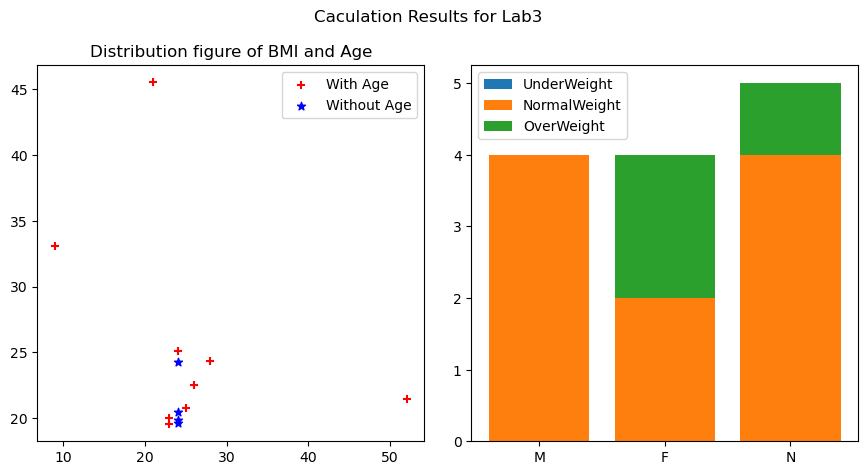 Caculation Results for Lab3
Distribution figure of BMI and Age
With Age
Without Age
45
40
35
30
25
20
10
20
30
40
50
UnderWeight
NormalWeight
OverWeight
5
4
3
2
1
0
M
F
N